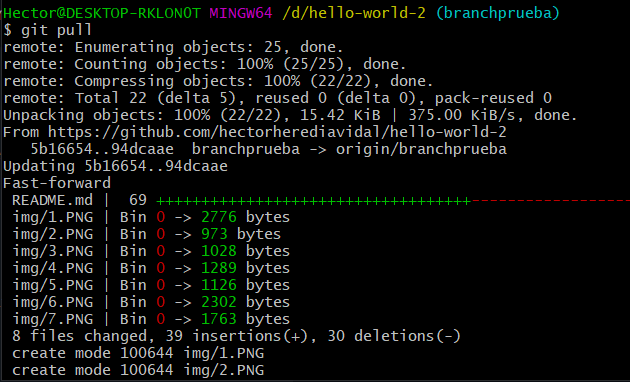 Hector@DESKTOP-RKLONOT MINGW64 /d/hello-world-2 (branchprueba)
$ git pull
remote: Enumerating objects: 25, done.
remote: Counting objects: 100% (25/25), done.
remote: Compressing objects: 100% (22/22), done.
remote: Total 22 (delta 5), reused 0 (delta 0), pack-reused 0
Unpacking objects: 100% (22/22), 15.42 KiB | 375.00 KiB/s, done.
From https://github.com/hectorherediavidal/hello-world-2
   5b16654..94dcaae  branchprueba -> origin/branchprueba
Updating 5b16654..94dcaae
Fast-forward
 README.md |  69 +++++++++++++++++++++++++++++++++++++++------------------
 img/1.PNG | Bin 0 -> 2776 bytes
 img/2.PNG | Bin 0 -> 973 bytes
 img/3.PNG | Bin 0 -> 1028 bytes
 img/4.PNG | Bin 0 -> 1289 bytes
 img/5.PNG | Bin 0 -> 1126 bytes
 img/6.PNG | Bin 0 -> 2302 bytes
 img/7.PNG | Bin 0 -> 1763 bytes
 8 files changed, 39 insertions(+), 30 deletions(-)
 create mode 100644 img/1.PNG
 create mode 100644 img/2.PNG